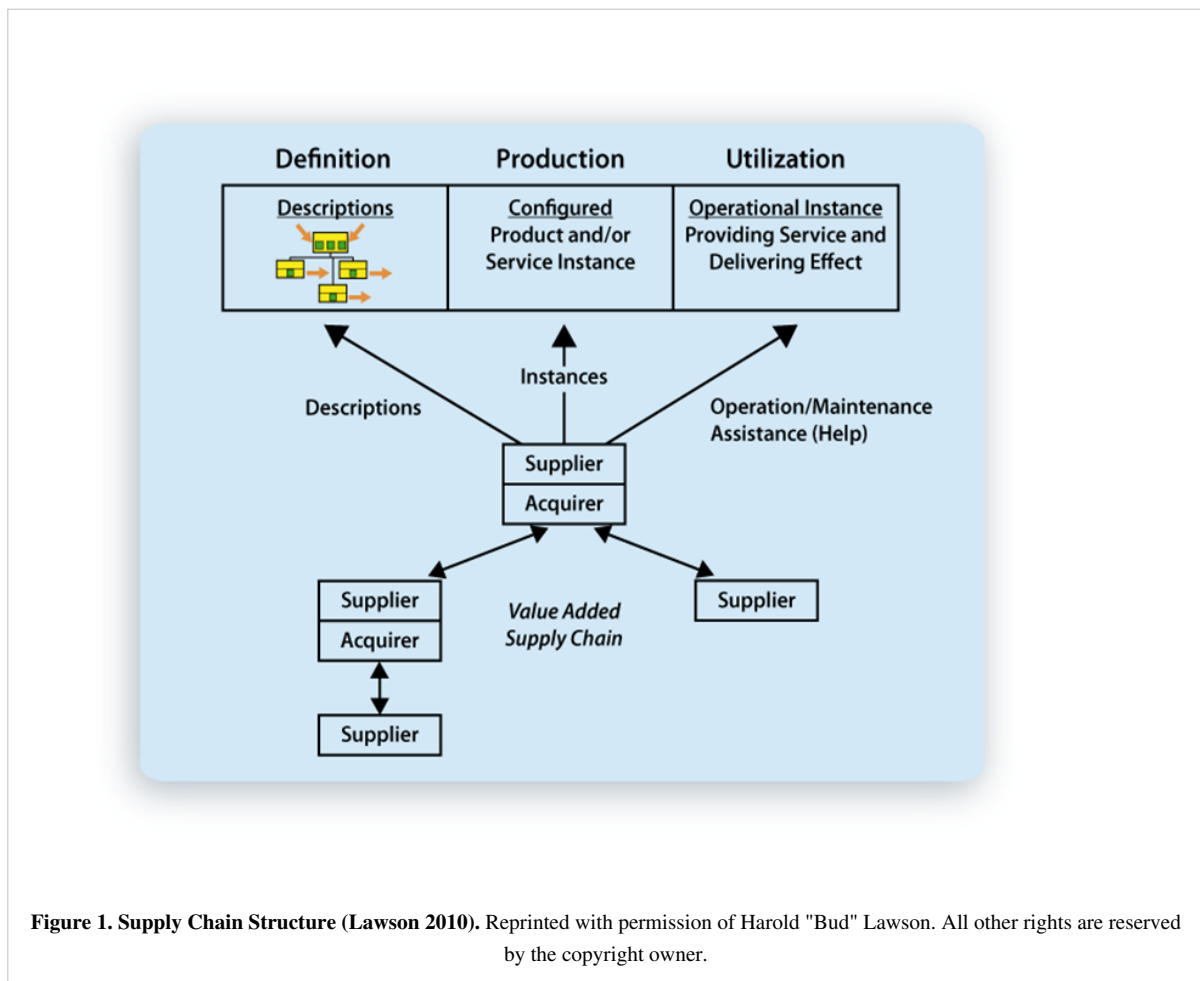 Definition
Production
Utilization
Descriptions
Configured
Product and/or
Service Instance
Operational Instance
Providing Service and
Delivering Effect
Instances
Descriptions
Operation/Maintenance
Assistance (Help)
Supplier
Acquirer
Supplier
Acquirer
Value Added
Supply Chain
Supplier
Supplier
Figure 1. Supply Chain Structure (Lawson 2010). Reprinted with permission of Harold "Bud" Lawson. All other rights are reserved
by the copyright owner.